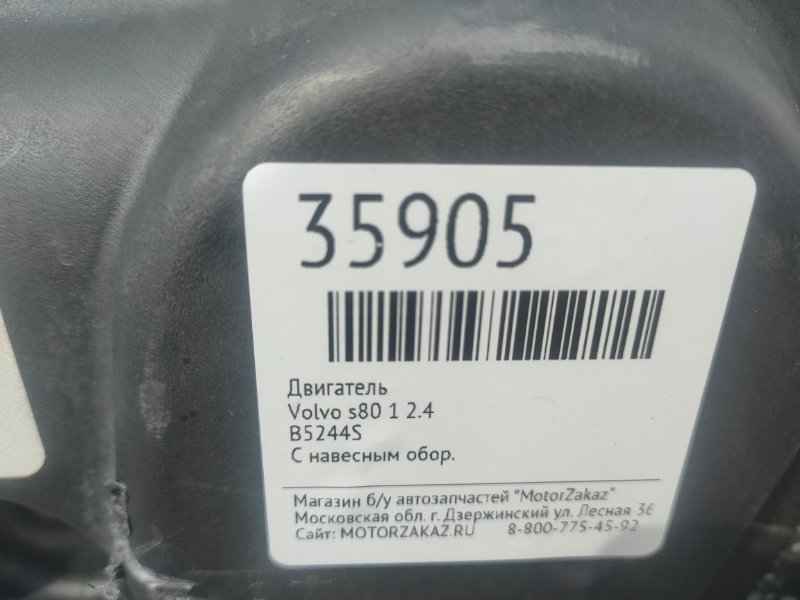 35905
Двигатель
Volvo s80 1 2.4
B5244S
С навесным обор.
Магазин б/у автозапчастей "MotorZakaz"
Московская обл. г. Дзержинский ул. Лесная 36
Сайт: MOTORZAKAZ.RU 8-800-775-45-92